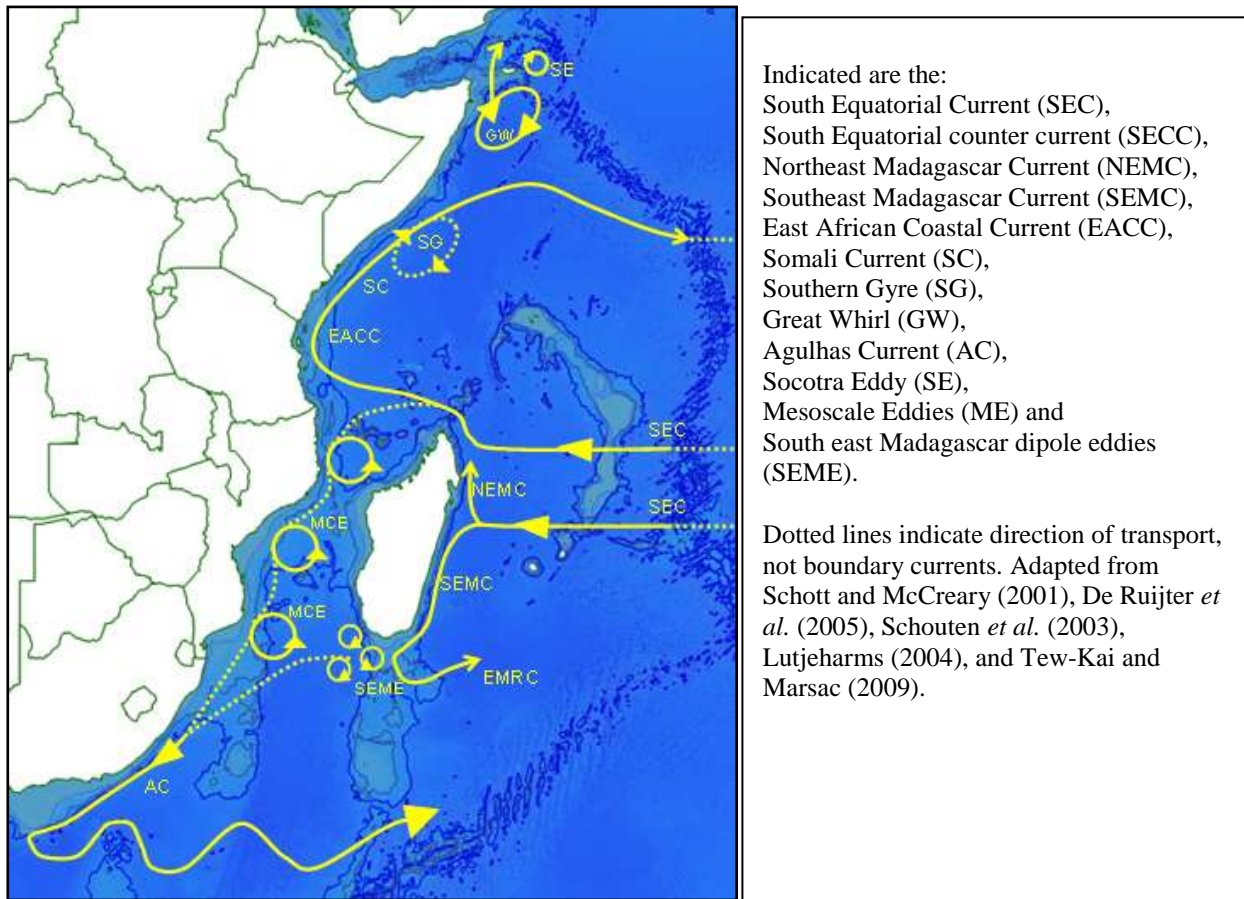 SE
GW
SG
SC
EACC
SEC
NEMC
SEC
MCE
SEMC
MCE
SEME
EMRC
AC
Indicated are the:
South Equatorial Current (SEC),
South Equatorial counter current (SECC),
Northeast Madagascar Current (NEMC),
Southeast Madagascar Current (SEMC),
East African Coastal Current (EACC),
Somali Current (SC),
Southern Gyre (SG),
Great Whirl (GW),
Agulhas Current (AC),
Socotra Eddy (SE),
Mesoscale Eddies (ME) and
South east Madagascar dipole eddies
(SEME).
Dotted lines indicate direction of transport,
not boundary currents. Adapted from
Schott and McCreary (2001), De Ruijter et
al. (2005), Schouten et al. (2003),
Lutjeharms (2004), and Tew-Kai and
Marsac (2009).